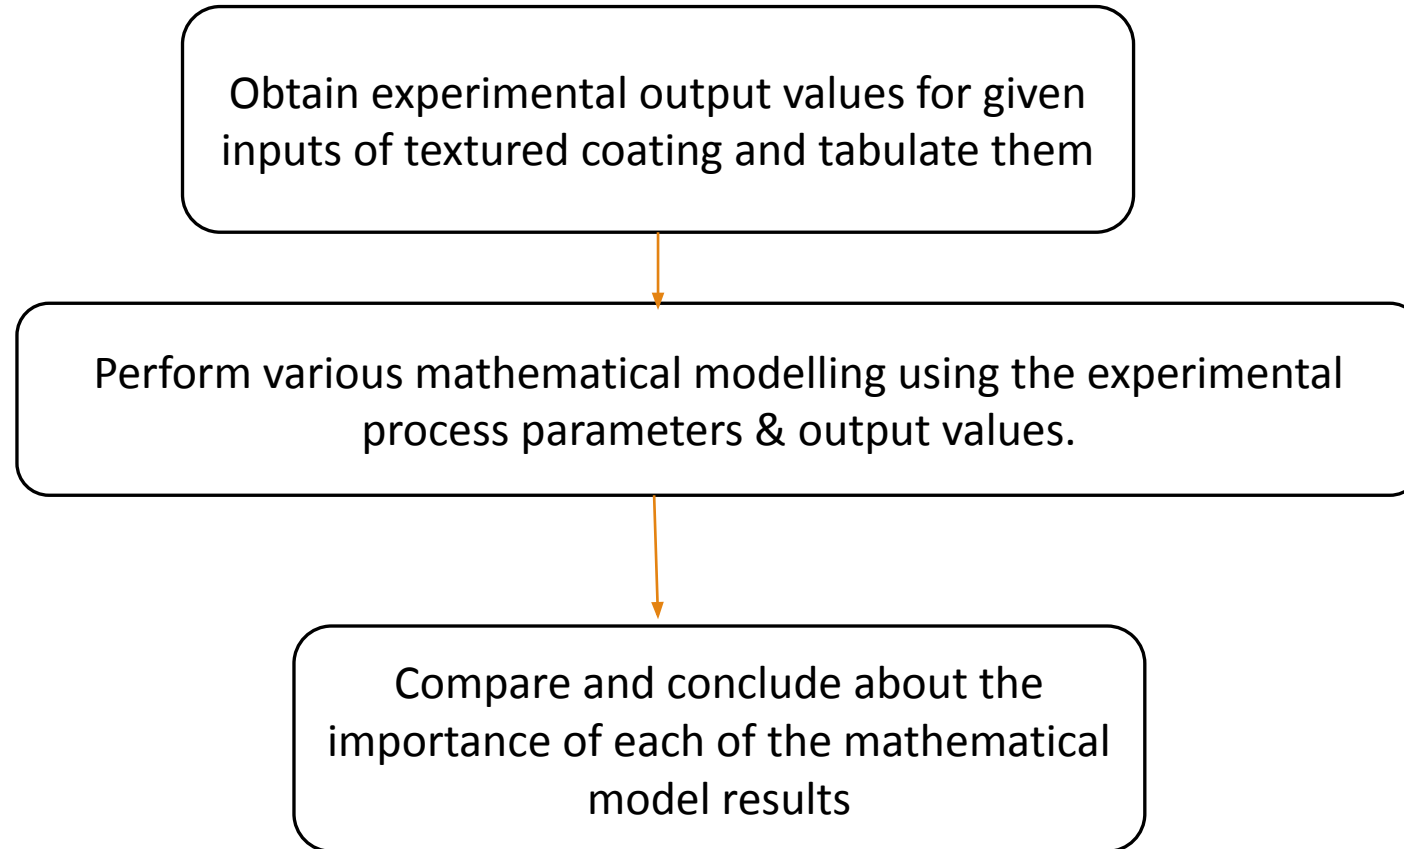 Obtain experimental output values for given
inputs of textured coating and tabulate them
Perform various mathematical modelling using the experimental
process parameters & output values.
Compare and conclude about the
importance of each of the mathematical
model results